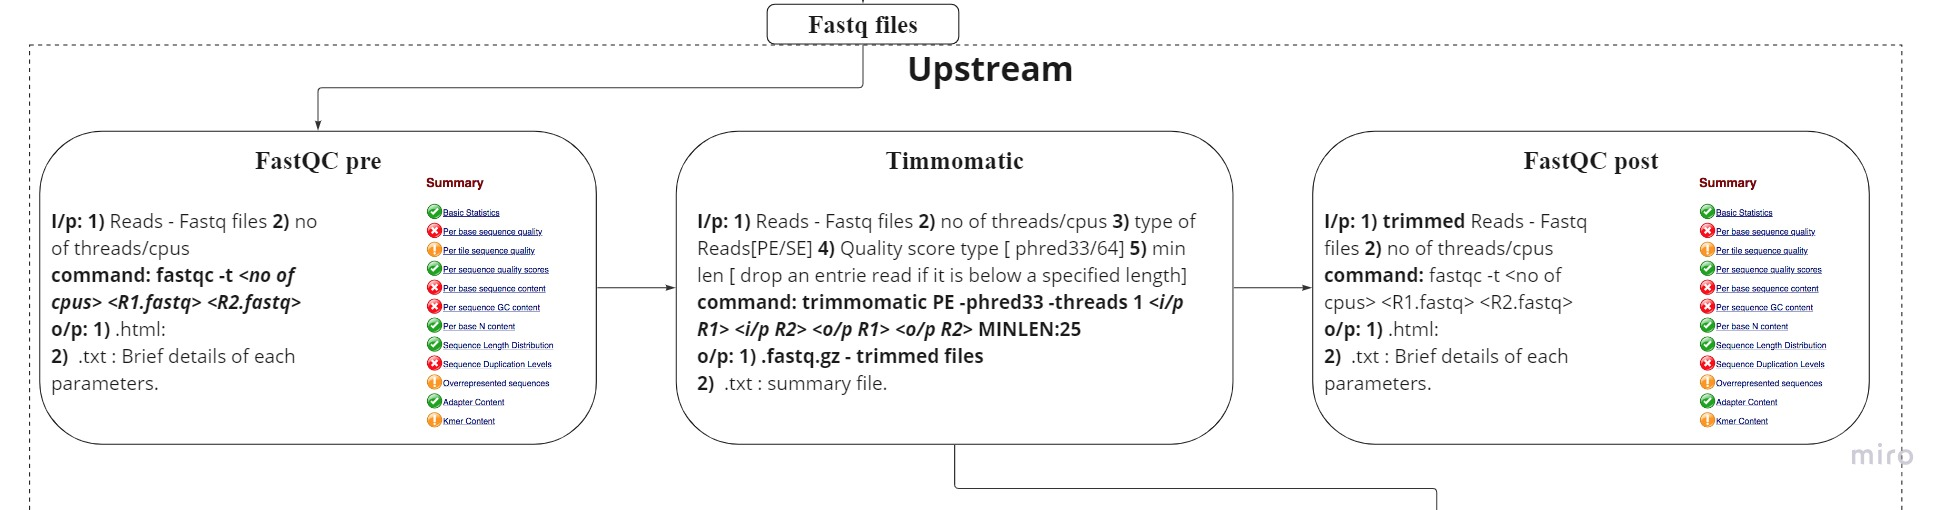 Fastq files
Upstream
FastQC pre
Summary
I/p: 1) Reads - Fastq files 2) no
of threads/cpus
command: fastqc -t <no of
cpus> <R1.fastq> <R2.fastq>
o/p: 1) .html:
2)  .txt : Brief details of each
parameters.
Basic Statistics
Per base sequence quality
Per tile sequence quality
Per sequence quality scores
Per base sequence content
Per sequence GC content
Per base N content
Sequence Length Distribution
Sequence Duplication Levels
Overrepresented sequences
Adapter Content
Kmer Content
Timmomatic
I/p: 1) Reads - Fastq files 2) no of threads/cpus 3) type of
Reads[PE/SE] 4) Quality score type [ phred33/64] 5) min
len [ drop an entrie read if it is below a specified length]
command: trimmomatic PE -phred33 -threads 1 <i/p
R1> <i/p R2> <o/p R1> <o/p R2> MINLEN:25
o/p: 1) .fastq.gz - trimmed files
2)  .txt : summary file.
FastQC post
Summary
I/p: 1) trimmed Reads - Fastq
files 2) no of threads/cpus
command: fastqc -t <no of
cpus> <R1.fastq> <R2.fastq>
o/p: 1) .html:
2)  .txt : Brief details of each
parameters.
Basic Statistics
Per base sequence quality
Per tile sequence quality
Per sequence quality scores
Per base sequence content
Per sequence GC content
Per base N content
Sequence Length Distribution
Sequence Duplication Levels
Overrepresented sequences
Adapter Content
Kmer Content
miro